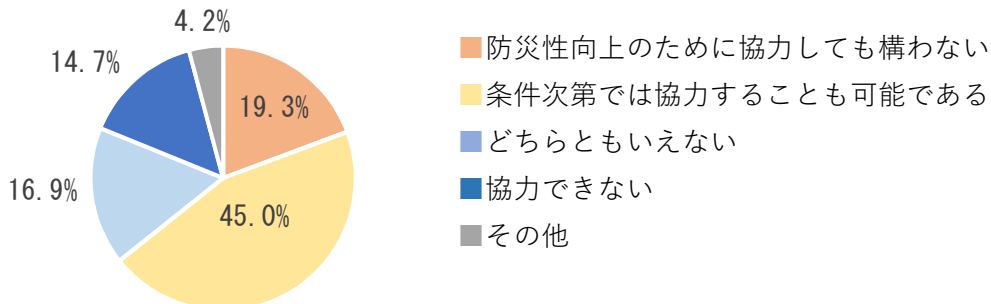 4.2%
14.7%
19.3%
16.9%
45.0%
防災性向上のために協力しても構わない
条件次第では協力することも可能である
どちらともいえない
協力できない
その他